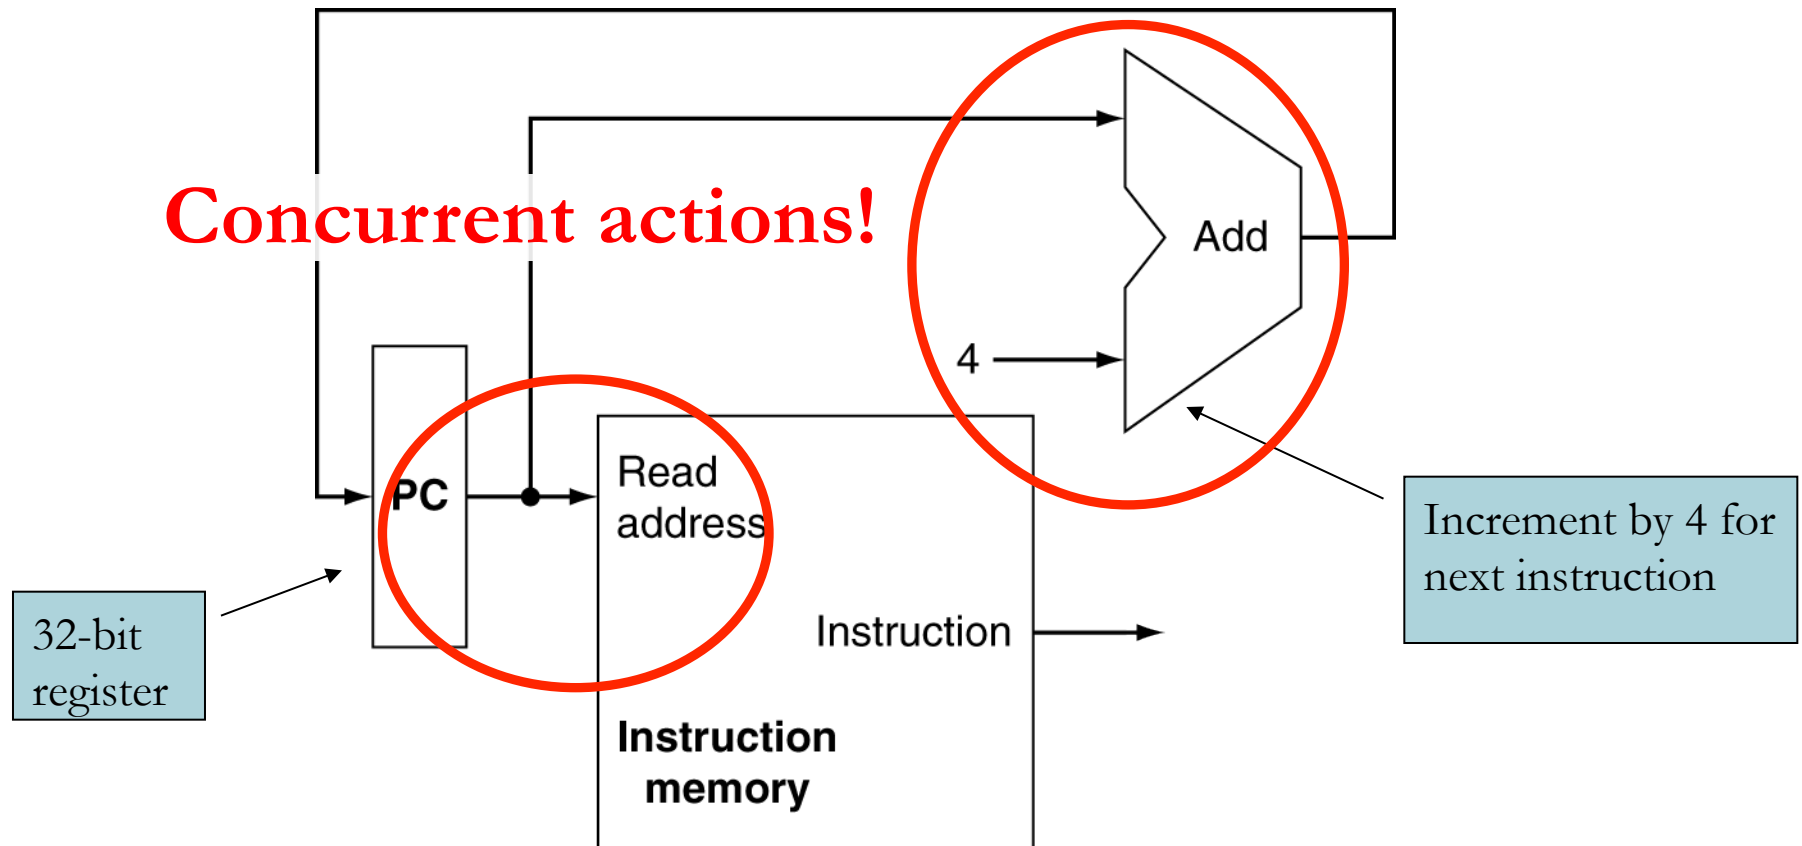 Concurrent actions!
Add
4
PC
Read
address
Increment by 4 for
next instruction
32-bit
register
Instruction
Instruction
memory